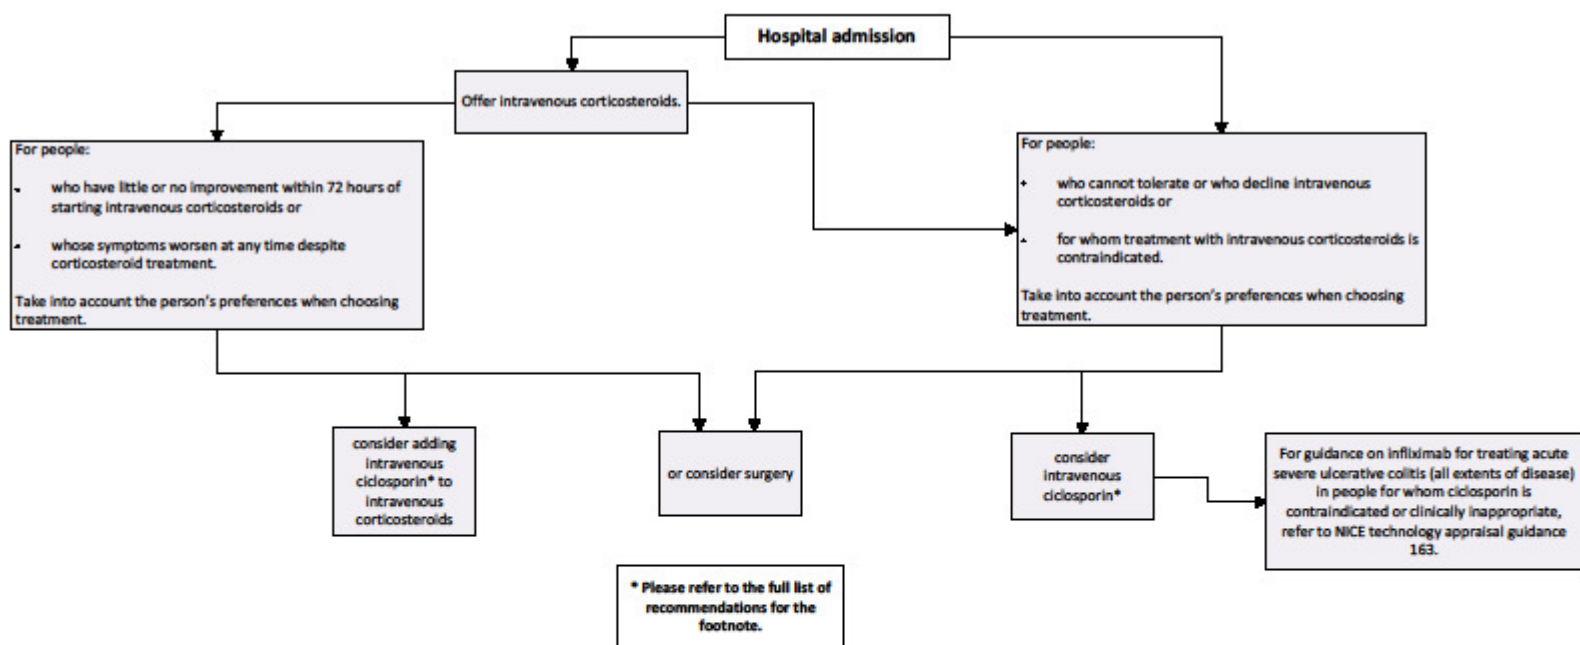 Hospital admission
Offer intravenous corticosteroids.
For people:
- who have little or no improvement within 72 hours of
starting intravenous corticosteroids or
- whose symptoms worsen at any time despite
corticosteroid treatment.
Take into account the person's preferences when choosing
treatment.
For people:
• who cannot tolerate or who decline intravenous
corticosteroids or
- for whom treatment with intravenous corticosteroids is
contraindicated.
Take into account the person's preferences when choosing
treatment.
consider adding
intravenous
ciclosporin* to
intravenous
corticosteroids
or consider surgery
consider
intravenous
ciclosporin*
For guidance on infliximab for treating acute
severe ulcerative colitis (all extents of disease)
in people for whom ciclosporin is
contraindicated or clinically inappropriate,
refer to NICE technology appraisal guidance
163.
* Please refer to the full list of
recommendations for the
footnote.